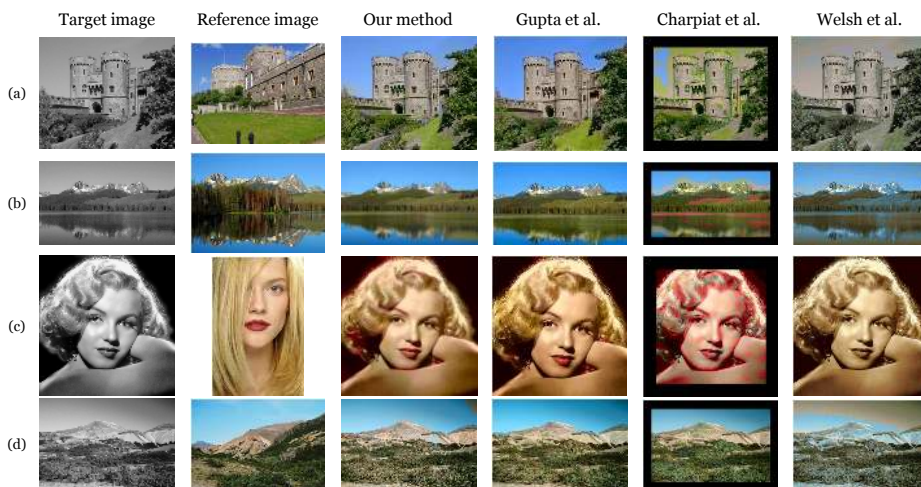 Target image Reference image Our method Gupta et al. Charpiat et al. Welsh et al.
(a)
(b)
(c)
(d)